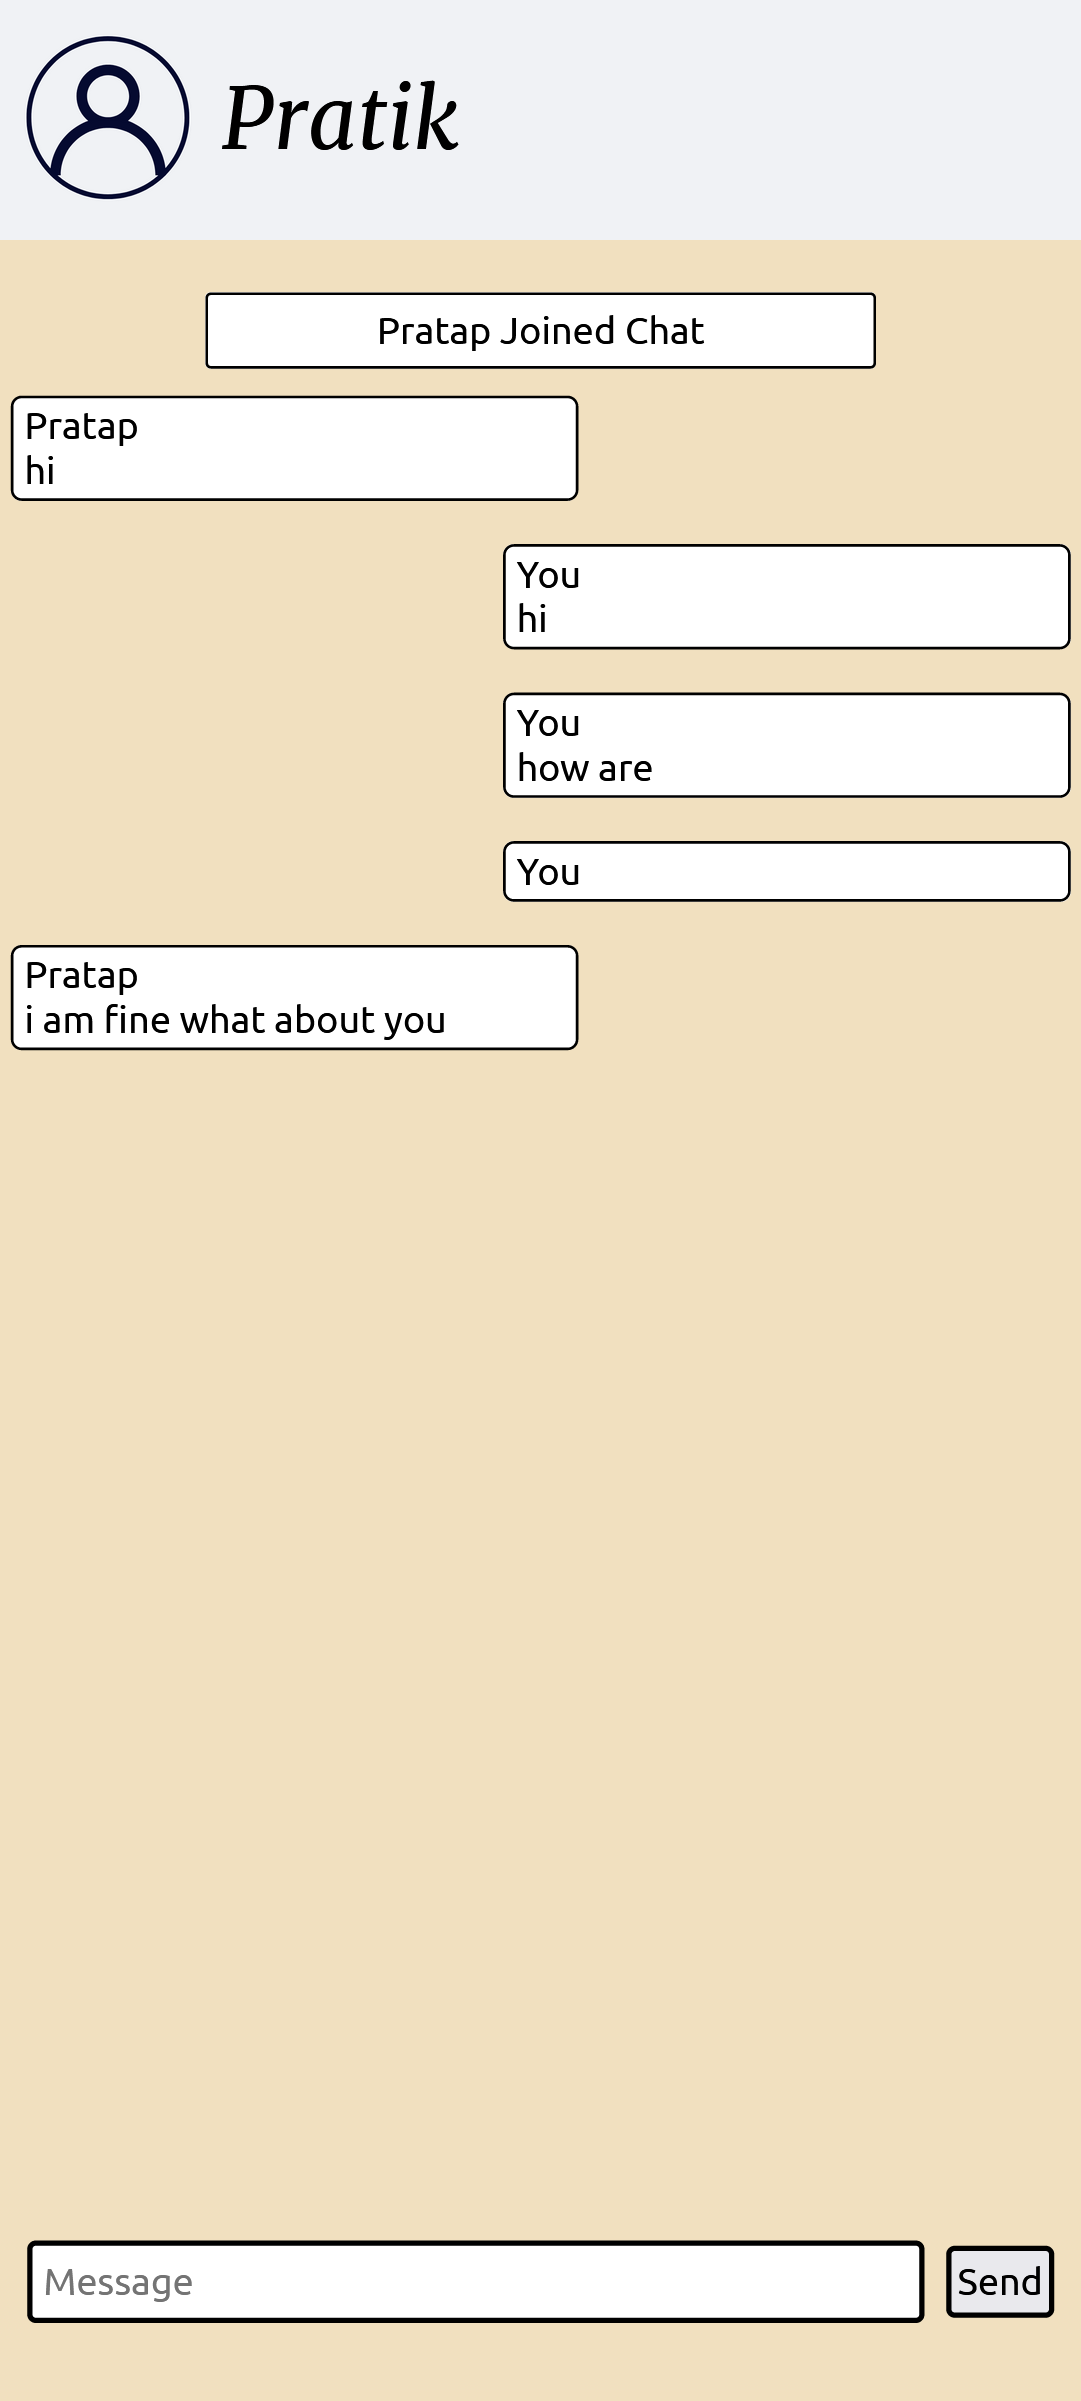 Pratik
Pratap Joined Chat
Pratap
hi
You
hi
You
how are
You
Pratap
i am fine what about you
Message
Send